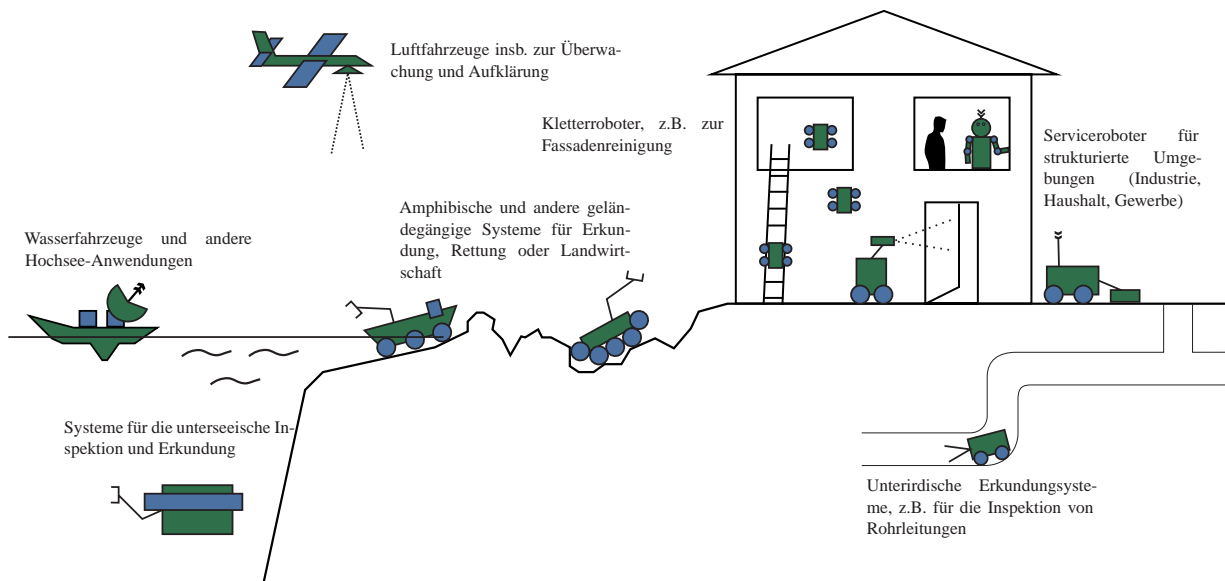 Luftfahrzeuge insb. zur Überwa-
chung und Aufklärung
Kletterroboter, z.B. zur
Fassadenreinigung
Serviceroboter für
strukturierte Umge-
bungen (Industrie,
Haushalt, Gewerbe)
Amphibische und andere gelän-
degängige Systeme für Erkun-
dung, Rettung oder Landwirt-
schaft
Wasserfahrzeuge und andere
Hochsee-Anwendungen
Systeme für die unterseeische In-
spektion und Erkundung
Unterirdische Erkundungsyste-
me, z.B. für die Inspektion von
Rohrleitungen